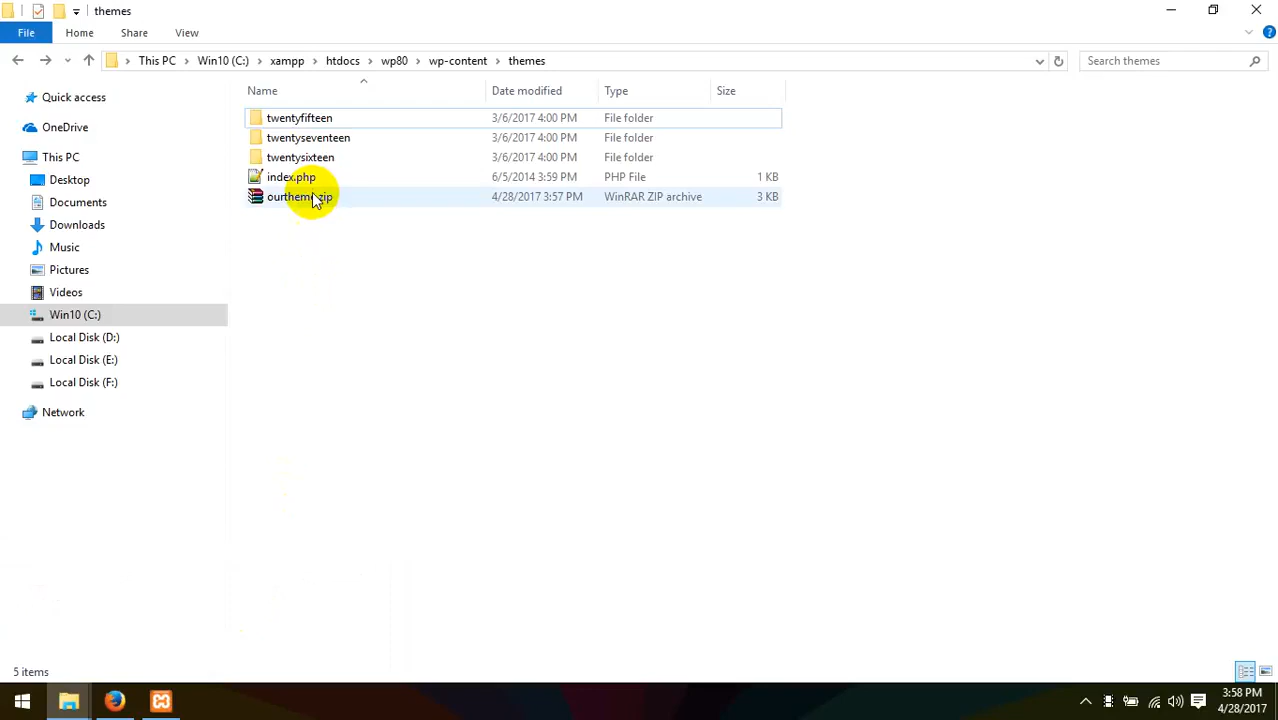 themes
File
Home
Share
View
This PC
Win10 (C:)
xampp
htdocs
wp80
wp-content
themes
Search themes
Name
Date modified
Type
Size
Quick access
OneDrive
This PC
Desktop
Documents
Downloads
Music
Pictures
Videos
Win10 (C:)
Local Disk (D:)
Local Disk (E:)
Local Disk (F:)
Network
twentyfifteen 3/6/2017 4:00 PM File folder
twentyseventeen 3/6/2017 4:00 PM File folder
twentysixteen 3/6/2017 4:00 PM File folder
index.php 6/5/2014 3:59 PM PHP File 1 KB
ourtheme.zip 4/28/2017 3:57 PM WinRAR ZIP archive 3 KB
5 items
3:58 PM
4/28/2017